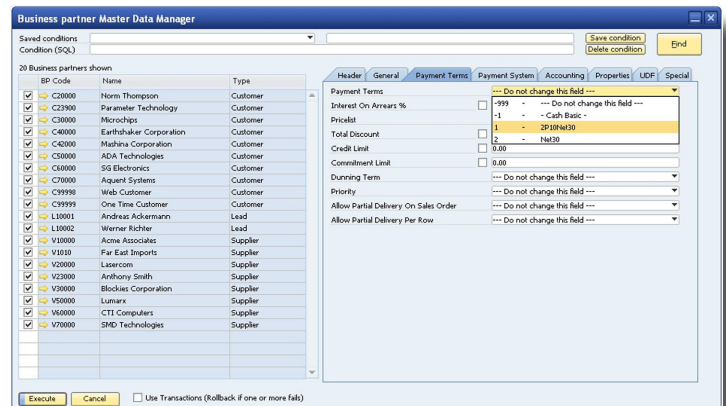 Business partner Master Data Manager
Saved conditions
Save condition
Find
Condition (SQL)
Delete condition
20 Business partners shown
BP Code Name Type
C20000 Norm Thompson Customer
C23900 Parameter Technology Customer
C30000 Microchips Customer
C40000 Earthshaker Corporation Customer
C42000 Mashina Corporation Customer
C50000 ADA Technologies Customer
C60000 SG Electronics Customer
C70000 Aquent Systems Customer
C99998 Web Customer Customer
C99999 One Time Customer Customer
L10001 Andreas Ackermann Lead
L10002 Werner Richter Lead
V10000 Acme Associates Supplier
V1010 Far East Imports Supplier
V20000 Lasercom Supplier
V23000 Anthony Smith Supplier
V30000 Blockies Corporation Supplier
V50000 Lumarx Supplier
V60000 CTI Computers Supplier
V70000 SMD Technologies Supplier
Header General Payment Terms Payment System Accounting Properties UDF Special
Payment Terms --- Do not change this field ---
-999 - --- Do not change this field ---
Interest On Arrears %
-1 - - Cash Basic -
Pricelist
1 - 2P10Net30
Total Discount
2 - Net30
Credit Limit 0.00
Commitment Limit 0.00
Dunning Term --- Do not change this field ---
Priority --- Do not change this field ---
Allow Partial Delivery On Sales Order --- Do not change this field ---
Allow Partial Delivery Per Row --- Do not change this field ---
Execute Cancel Use Transactions (Rollback if one or more fails)